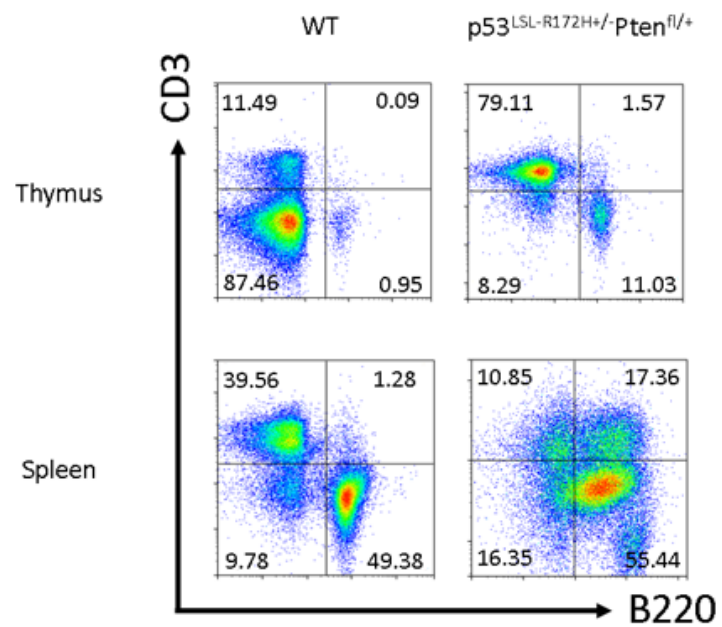 WT
p53LSL-R172H+/-Ptenfl/+
CD3
11.49 0.09
79.11 1.57
Thymus
87.46 0.95
8.29 11.03
39.56 1.28
10.85 17.36
Spleen
9.78 49.38
16.35 55.44
B220